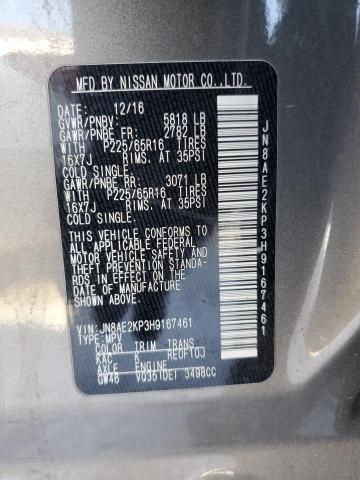 MFD BY NISSAN MOTOR CO.,LTD.
DATE: 12/16
GVWR/PNBV: 5818 LB
GAWR/PNBE FR: 2782 LB
WITH P225/65R16 TIRES
16X7J RIMS, AT 35PSI
COLD SINGLE.
GAWR/PNBE RR: 3071 LB
WITH P225/65R16 TIRES
16X7J RIMS, AT 35PSI
COLD SINGLE.
THIS VEHICLE CONFORMS TO
ALL APPLICABLE FEDERAL
MOTOR VEHICLE SAFETY AND
THEFT PREVENTION STANDA-
RDS IN EFFECT ON THE
DATE OF MANUFACTURE
SHOWN ABOVE.
VIN: JN8AE2KP3H9167461
TYPE: MPV
COLOR TRIM TRANS
KAC K RE0F10J
AXLE ENGINE
GW46 VQ35(DE) 3498CC
JN8AE2KP3H9167461